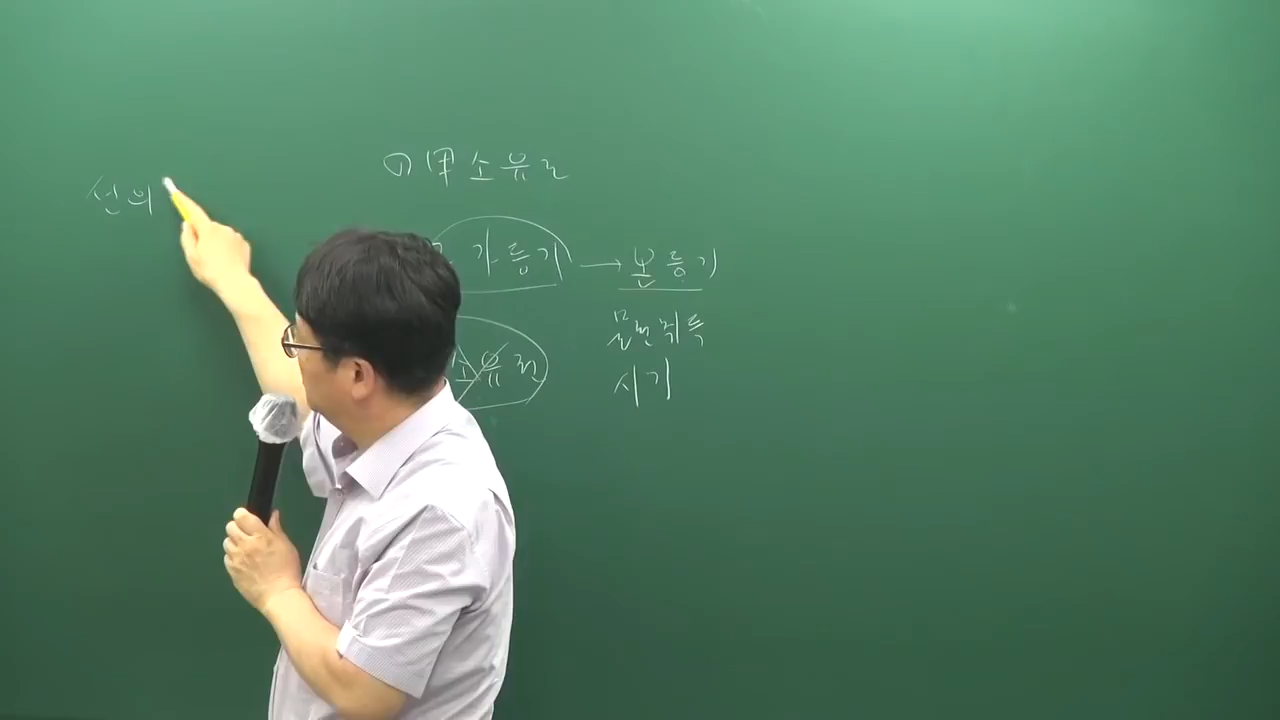 선의
① 甲 소유권
가등기 → 본등기
물권취득
소유권
시기